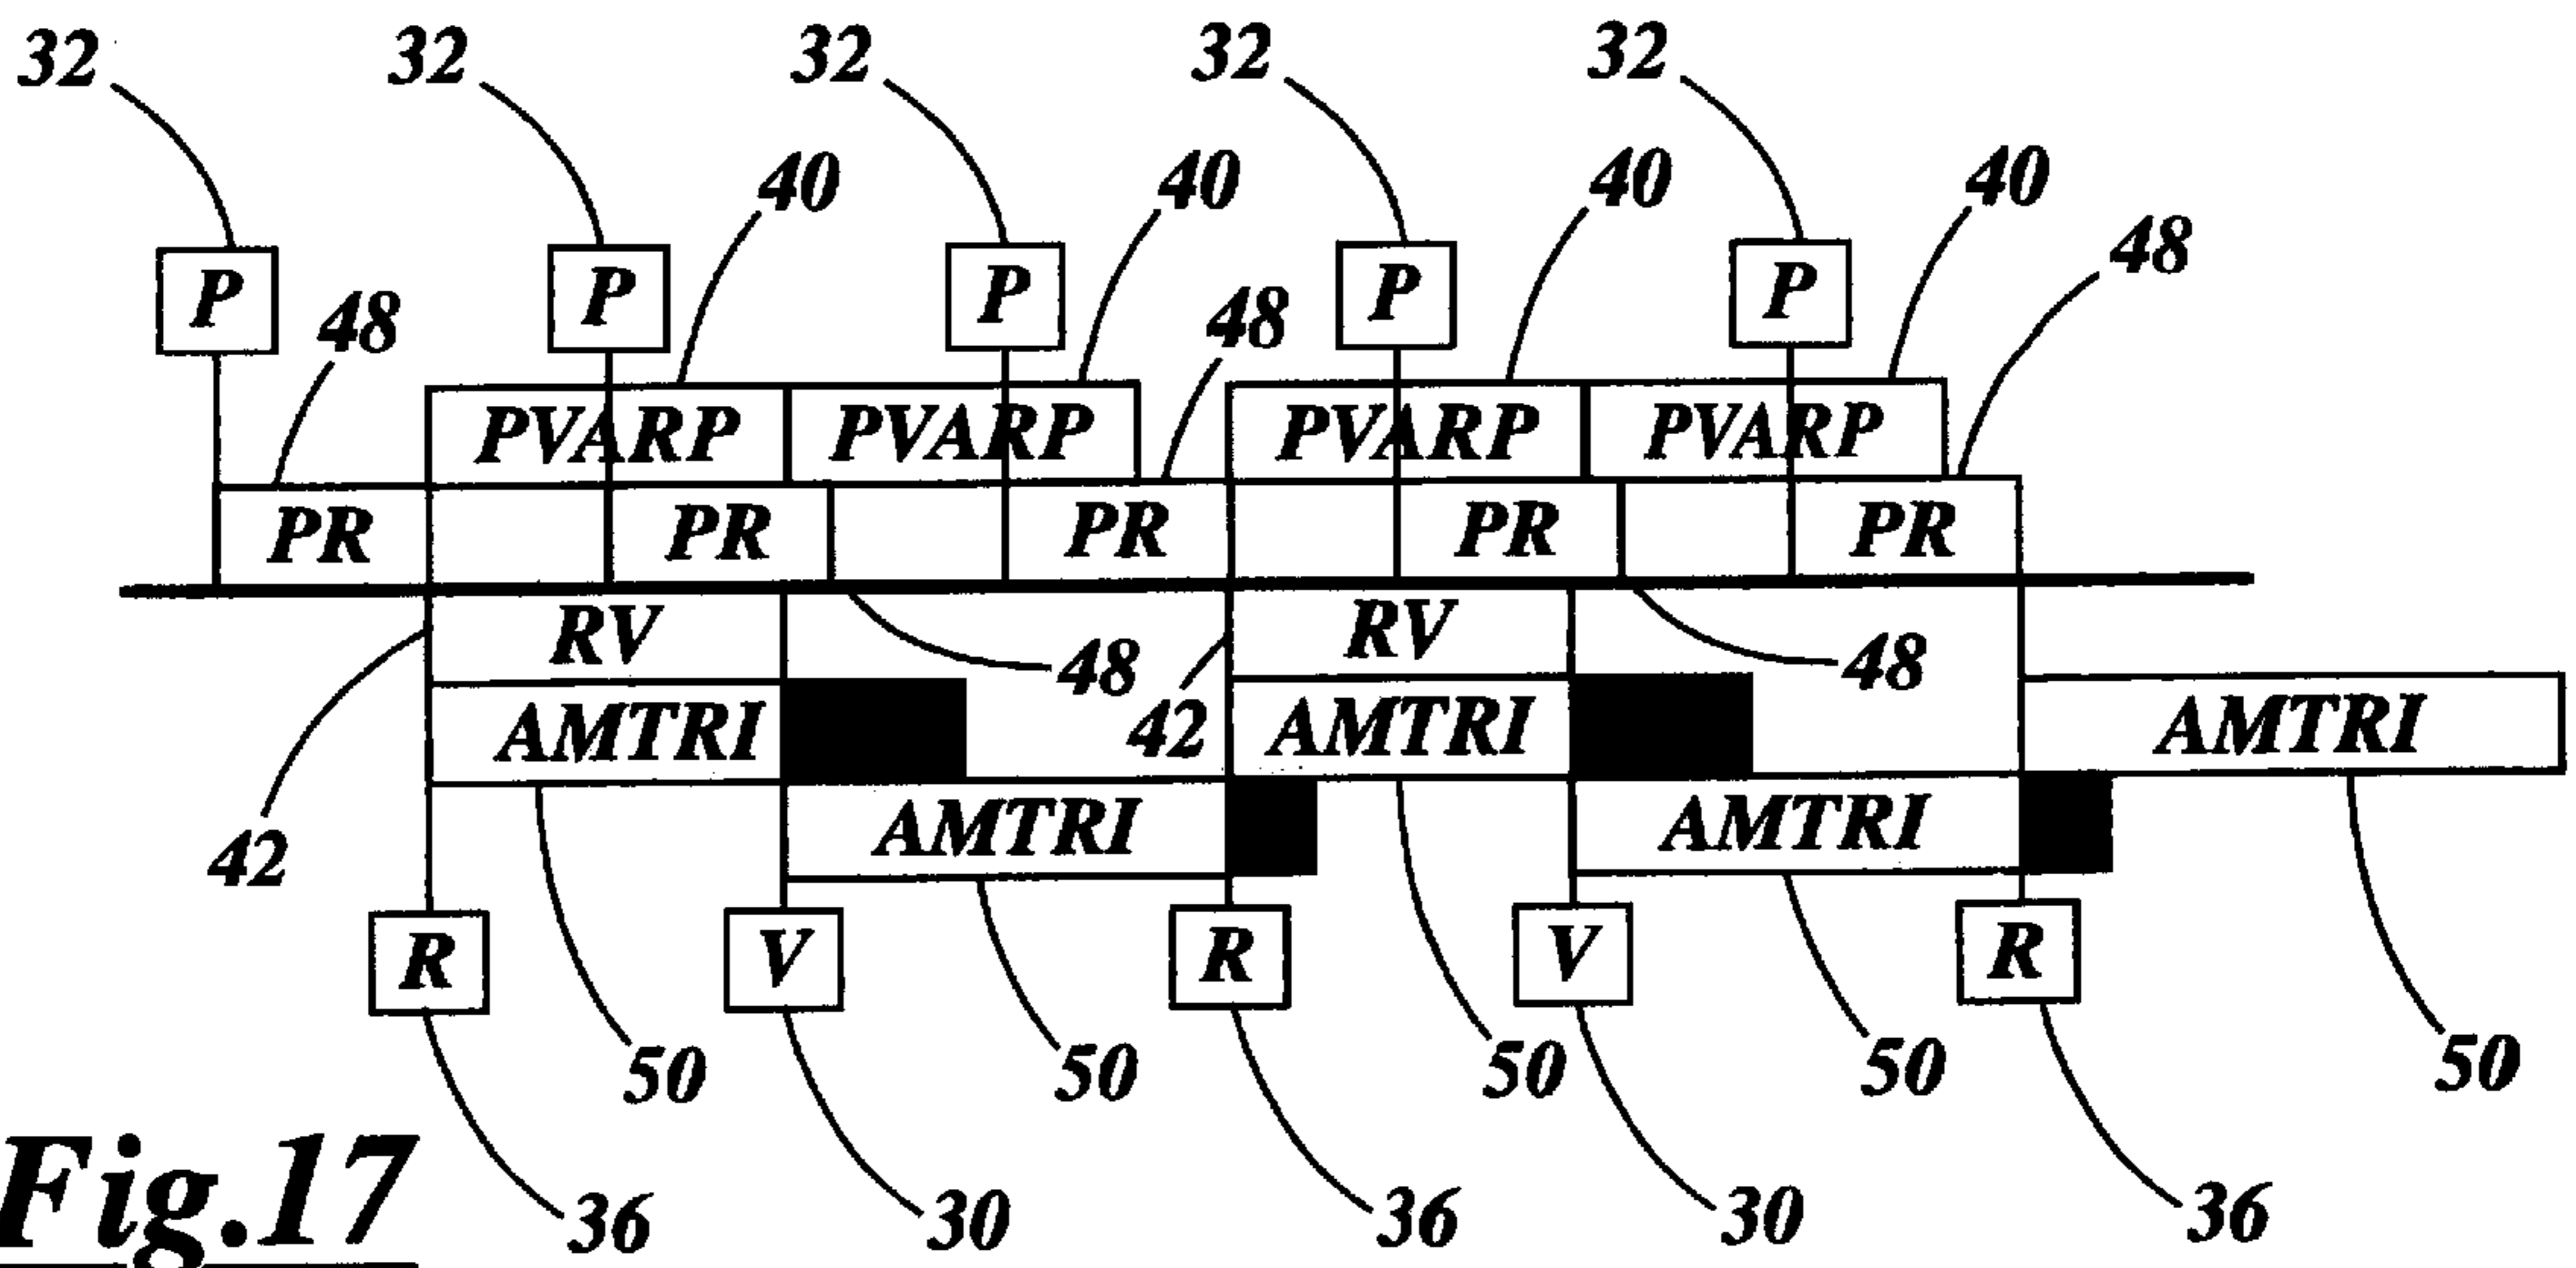 32 32 32 32 32
40 40 40 40
P P P P P
48 48 48
PVARP PVARP PVARP PVARP
PR PR PR PR PR
RV RV
48 48
AMTRI 42 AMTRI AMTRI
AMTRI AMTRI
42
R V R V R
50 50 50 50 50
36 30 36 30 36
Fig.17